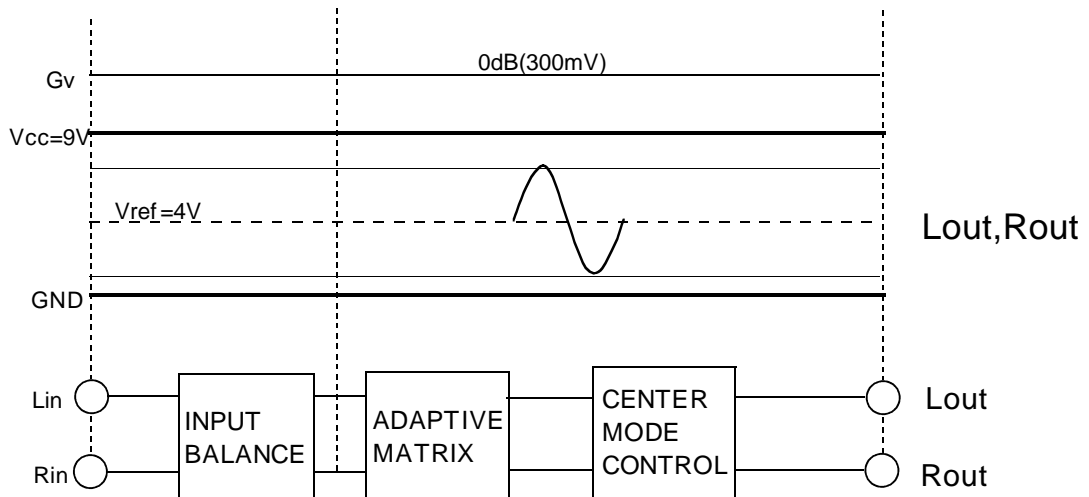 0dB(300mV)
Gv
Vcc=9V
Vref=4V
Lout,Rout
GND
Lin
INPUT
BALANCE
ADAPTIVE
MATRIX
CENTER
MODE
CONTROL
Lout
Rin
Rout